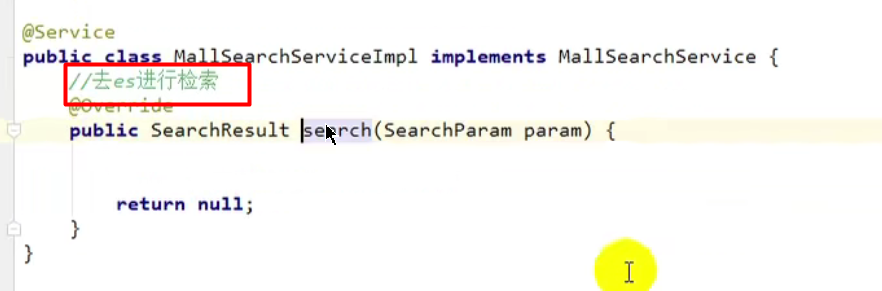 @Service
public class MallSearchServiceImpl implements MallSearchService {
//去es进行检索
@Override
public SearchResult search(SearchParam param) {
return null;
}
}